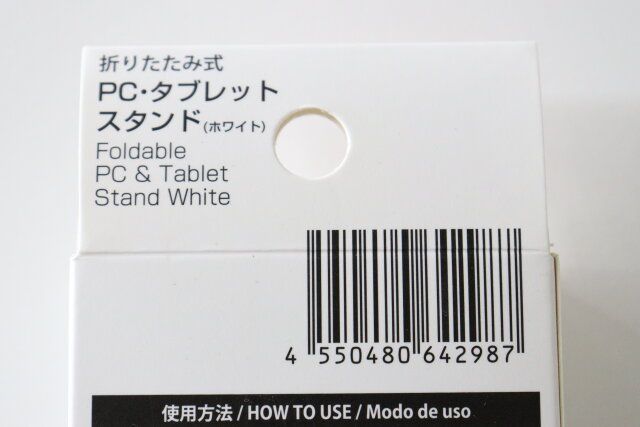 折りたたみ式
PC・タブレット
スタンド(ホワイト)
Foldable
PC & Tablet
Stand White
4 550480 642987
使用方法 / HOW TO USE / Modo de uso